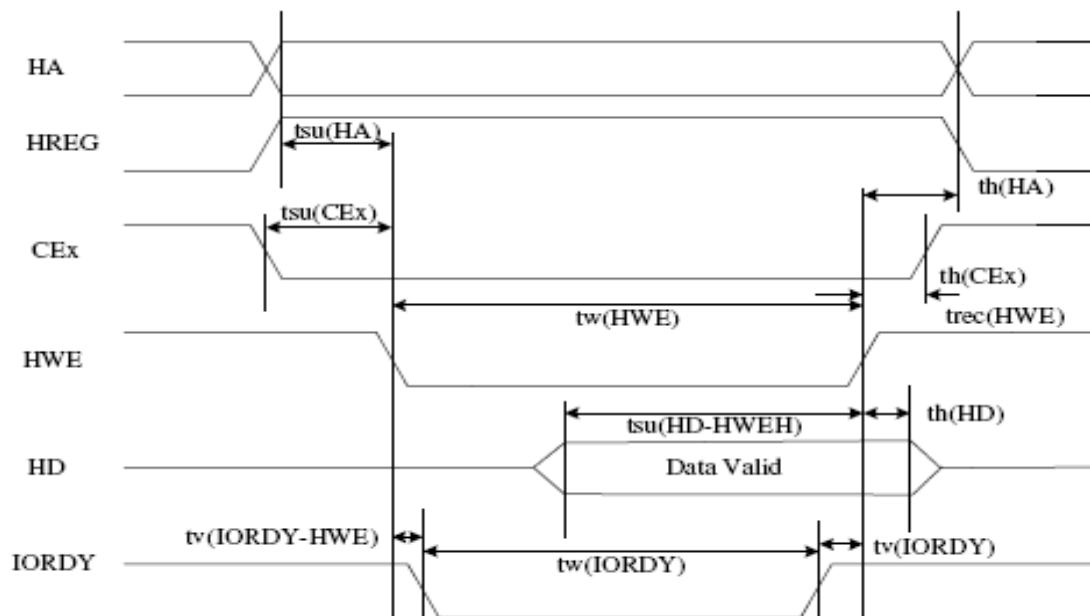 HA
tsu(HA)
HREG
th(HA)
tsu(CEx)
CEx
th(CEx)
tw(HWE)
trec(HWE)
HWE
th(HD)
tsu(HD-HWEH)
HD
Data Valid
tv(IORDY-HWE)
tv(IORDY)
IORDY
tw(IORDY)